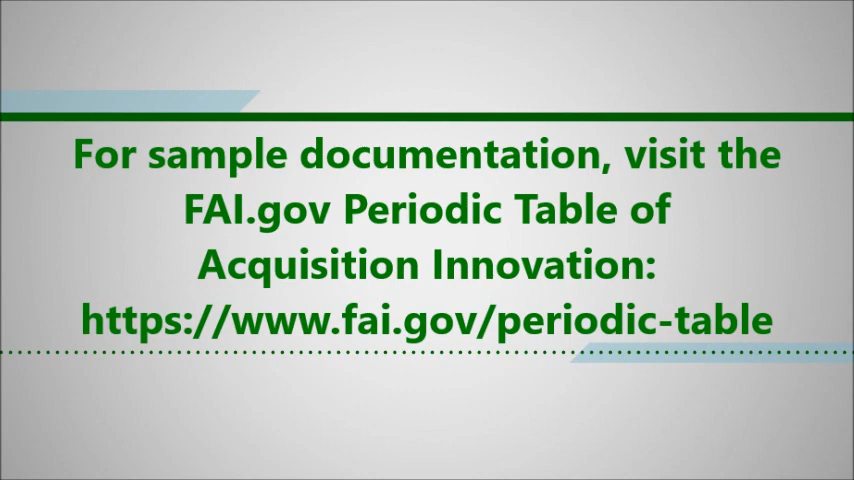 For sample documentation, visit the
FAI.gov Periodic Table of
Acquisition Innovation:
https://www.fai.gov/periodic-table